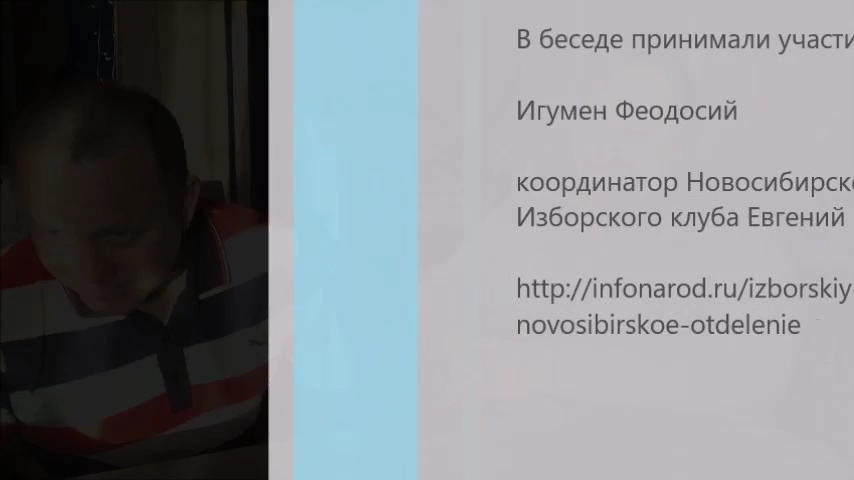 В беседе принимали участи
Игумен Феодосий
координатор Новосибирско
Изборского клуба Евгений
http://infonarod.ru/izborskiy-
novosibirskoe-otdelenie